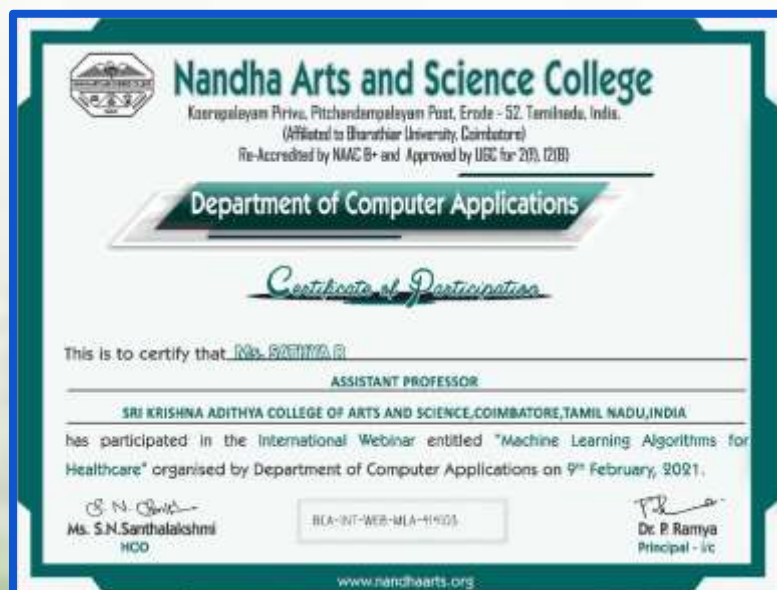 Nandha Arts and Science College
Koorapalayam Pirivu, Pitchandampalayam Post, Erode - 52. Tamilnadu, India.
(Affiliated to Bharathiar University, Coimbatore)
Re-Accredited by NAAC B+ and Approved by UGC for 2(f), 12(B)
Department of Computer Applications
Certificate of Participation
This is to certify that Ms. SATHIYA R
ASSISTANT PROFESSOR
SRI KRISHNA ADITHYA COLLEGE OF ARTS AND SCIENCE,COIMBATORE,TAMIL NADU,INDIA
has participated in the International Webinar entitled "Machine Learning Algorithms for
Healthcare" organised by Department of Computer Applications on 9th February, 2021.
Ms. S.N.Santhalakshmi
HOD
Dr. P. Ramya
Principal - i/c
www.nandhaarts.org